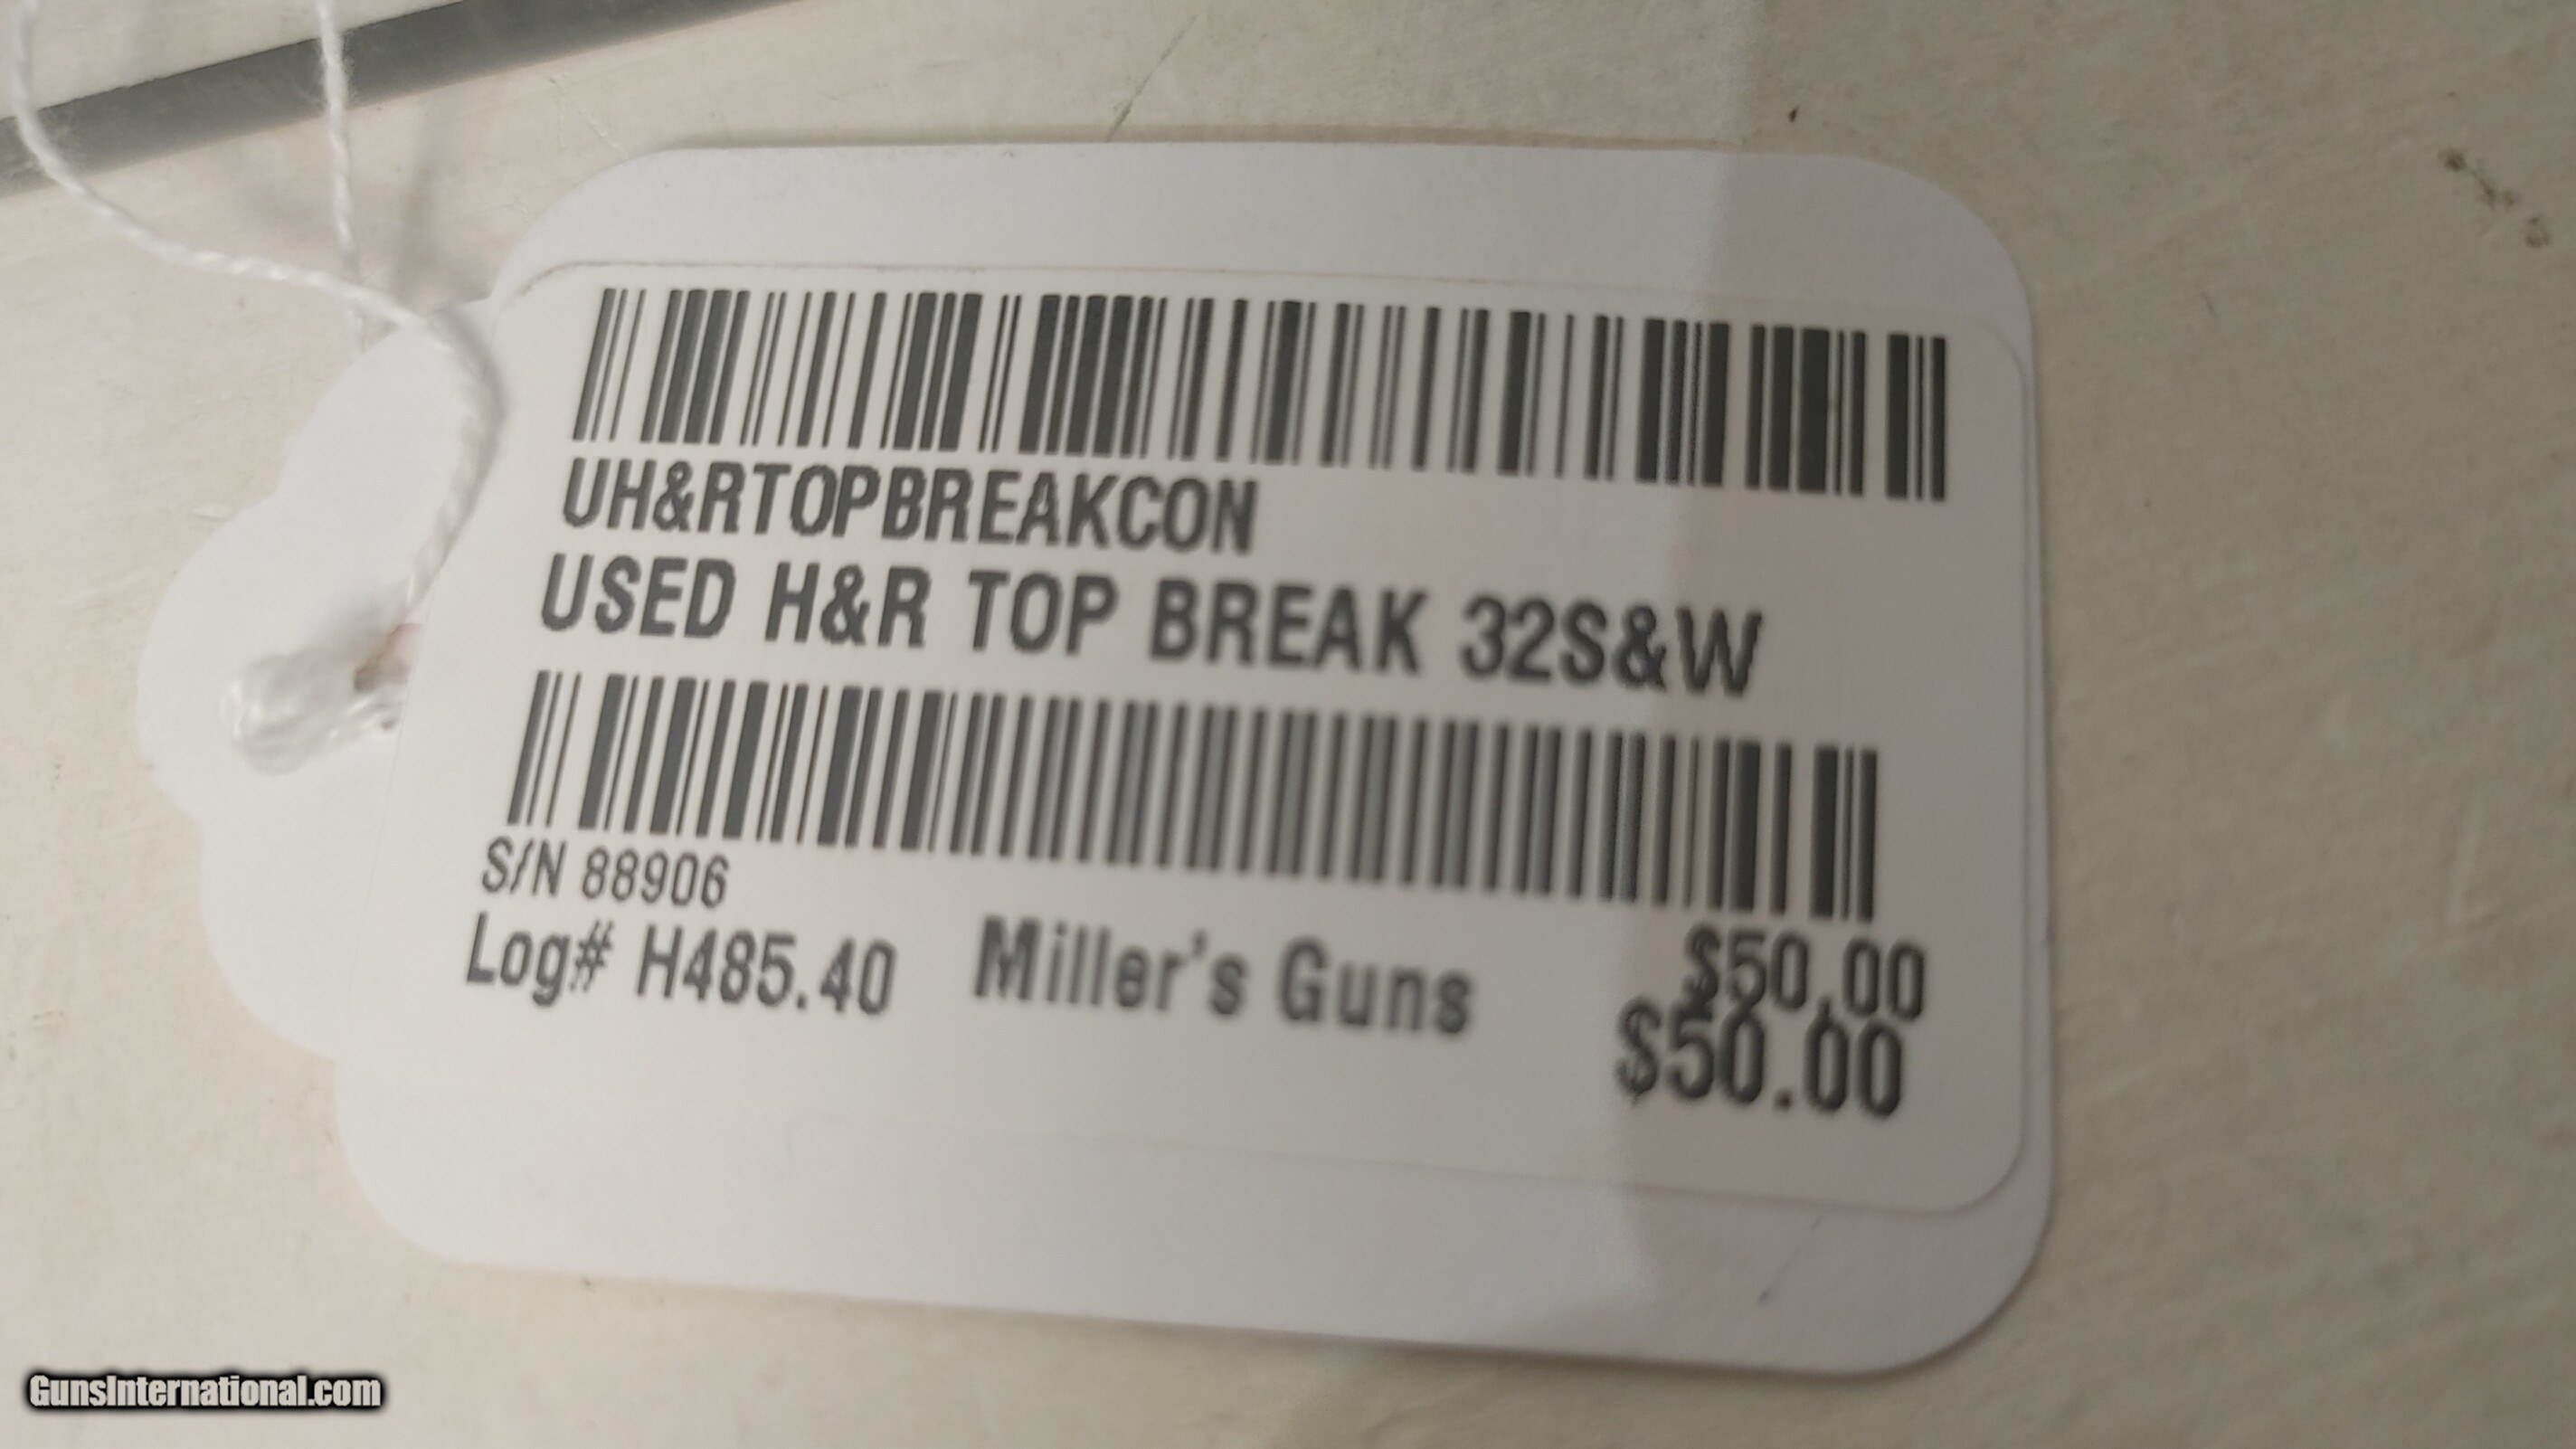 UH&RTOPBREAKCON
USED H&R TOP BREAK 32S&W
S/N 88906
Log# H485.40 Miller's Guns $50.00
$50.00
GunsInternational.com